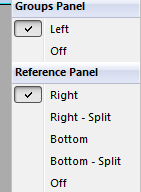 Groups Panel
Left
Off
Reference Panel
Right
Right - Split
Bottom
Bottom - Split
Off